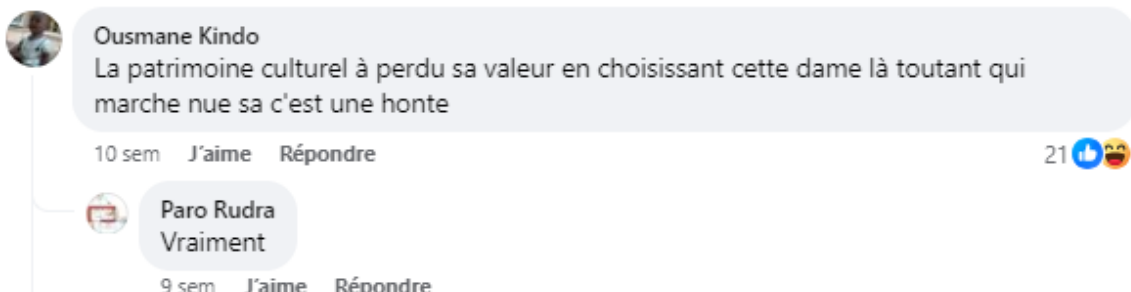 Ousmane Kindo
La patrimoine culturel à perdu sa valeur en choisissant cette dame là toutant qui
marche nue sa c'est une honte
10 sem J'aime Répondre 21
Paro Rudra
Vraiment
9 sem J'aime Répondre